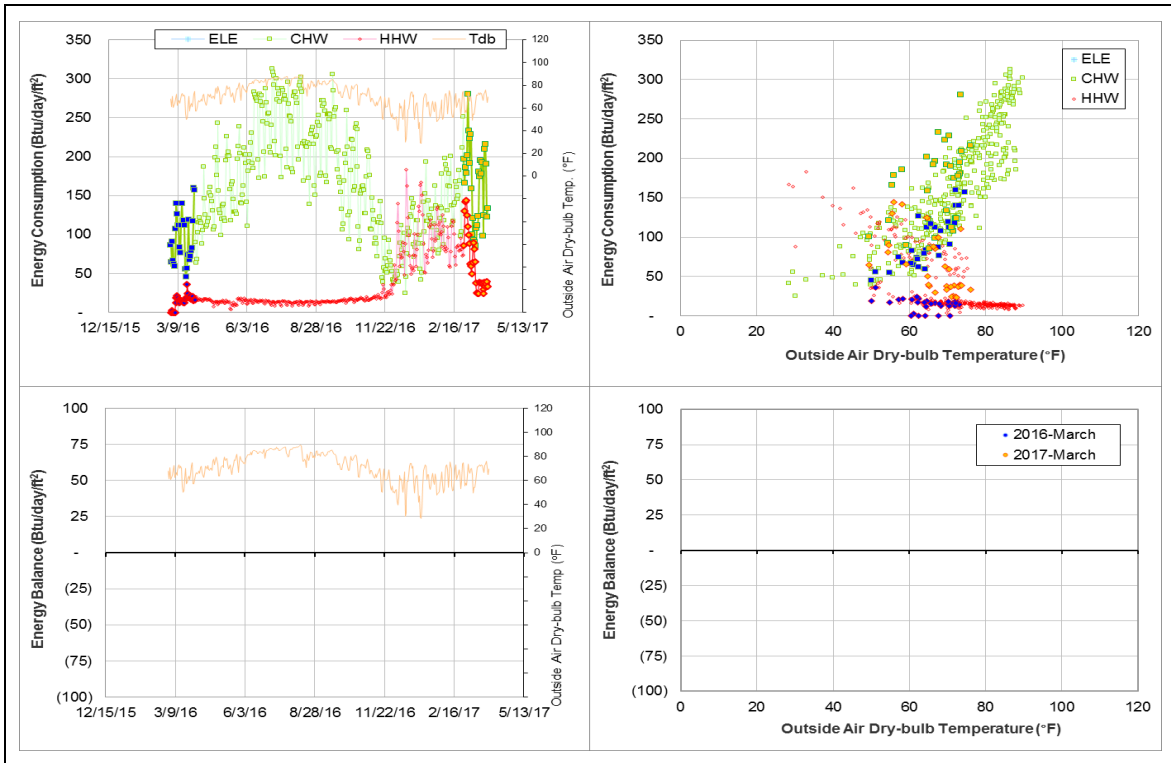 ELE CHW HHW Tdb
350
300
250
200
150
100
50
-
Energy Consumption (Btu/day/ft²)
120
100
80
60
40
20
0
Outside Air Dry-bulb Temp. (°F)
12/15/15 3/9/16 6/3/16 8/28/16 11/22/16 2/16/17 5/13/17
350
300
250
200
150
100
50
-
Energy Consumption (Btu/day/ft²)
ELE
CHW
HHW
0 20 40 60 80 100 120
Outside Air Dry-bulb Temperature (°F)
100
75
50
25
-
(25)
(50)
(75)
(100)
Energy Balance (Btu/day/ft²)
120
100
80
60
40
20
0
Outside Air Dry-bulb Temp (°F)
12/15/15 3/9/16 6/3/16 8/28/16 11/22/16 2/16/17 5/13/17
100
75
50
25
-
(25)
(50)
(75)
(100)
Energy Balance (Btu/day/ft²)
2016-March
2017-March
0 20 40 60 80 100 120
Outside Air Dry-bulb Temperature (°F)